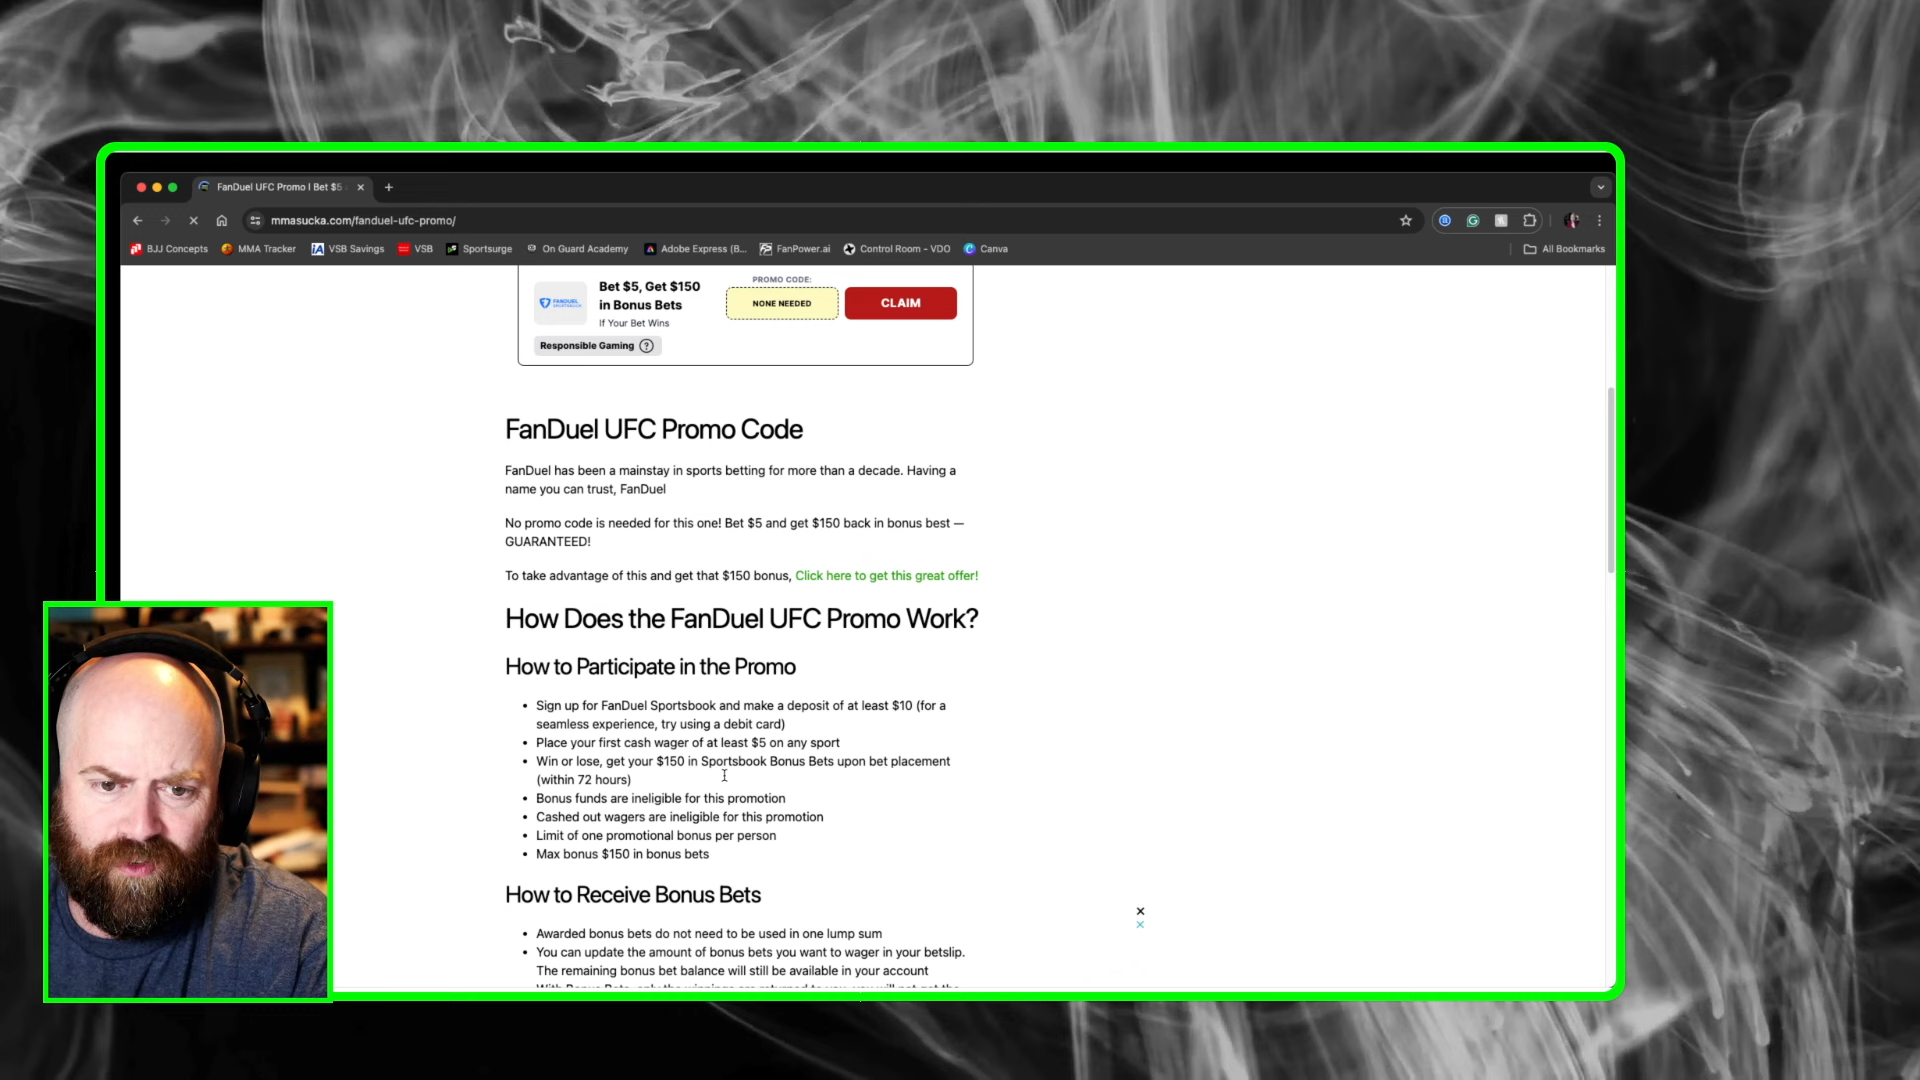 FanDuel UFC Promo I Bet $5
mmasucka.com/fanduel-ufc-promo/
BJJ Concepts MMA Tracker VSB Savings VSB Sportsurge On Guard Academy Adobe Express (B... FanPower.ai Control Room - VDO Canva All Bookmarks
Bet $5, Get $150
in Bonus Bets
If Your Bet Wins
PROMO CODE:
NONE NEEDED
CLAIM
Responsible Gaming ?
FanDuel UFC Promo Code
FanDuel has been a mainstay in sports betting for more than a decade. Having a
name you can trust, FanDuel
No promo code is needed for this one! Bet $5 and get $150 back in bonus best —
GUARANTEED!
To take advantage of this and get that $150 bonus, Click here to get this great offer!
How Does the FanDuel UFC Promo Work?
How to Participate in the Promo
• Sign up for FanDuel Sportsbook and make a deposit of at least $10 (for a
seamless experience, try using a debit card)
• Place your first cash wager of at least $5 on any sport
• Win or lose, get your $150 in Sportsbook Bonus Bets upon bet placement
(within 72 hours)
• Bonus funds are ineligible for this promotion
• Cashed out wagers are ineligible for this promotion
• Limit of one promotional bonus per person
• Max bonus $150 in bonus bets
How to Receive Bonus Bets
• Awarded bonus bets do not need to be used in one lump sum
• You can update the amount of bonus bets you want to wager in your betslip.
The remaining bonus bet balance will still be available in your account